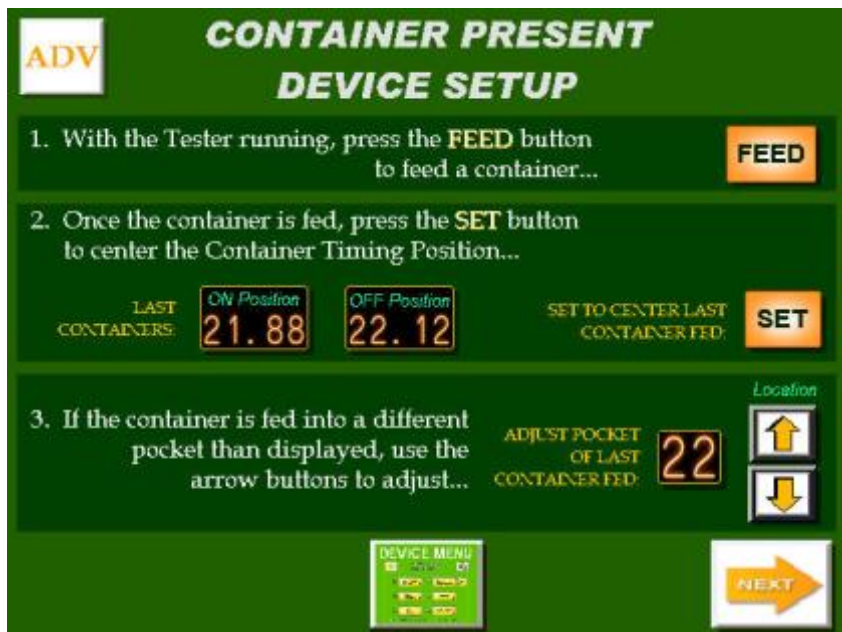 ADV
CONTAINER PRESENT
DEVICE SETUP
1. With the Tester running, press the FEED button
to feed a container...
FEED
2. Once the container is fed, press the SET button
to center the Container Timing Position...
LAST
CONTAINERS:
ON Position
21.88
OFF Position
22.12
SET TO CENTER LAST
CONTAINER FED:
SET
3. If the container is fed into a different
pocket than displayed, use the
arrow buttons to adjust...
ADJUST POCKET
OF LAST
CONTAINER FED:
22
Location
DEVICE MENU
NEXT